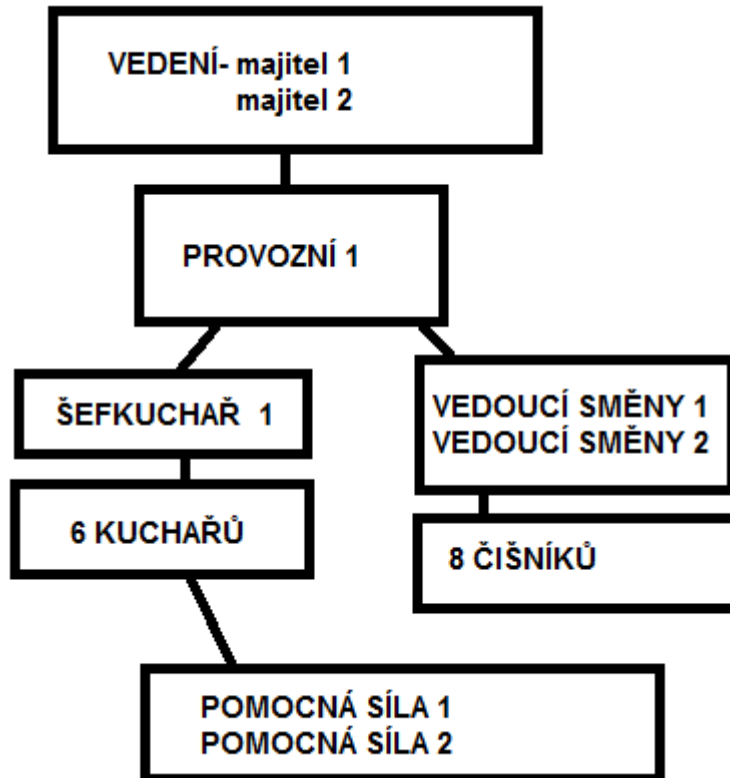 VEDENÍ- majitel 1
majitel 2
PROVOZNÍ 1
ŠEFKUCHAŘ 1
VEDOUCÍ SMĚNY 1
VEDOUCÍ SMĚNY 2
6 KUCHAŘŮ
8 ČIŠNÍKŮ
POMOCNÁ SÍLA 1
POMOCNÁ SÍLA 2